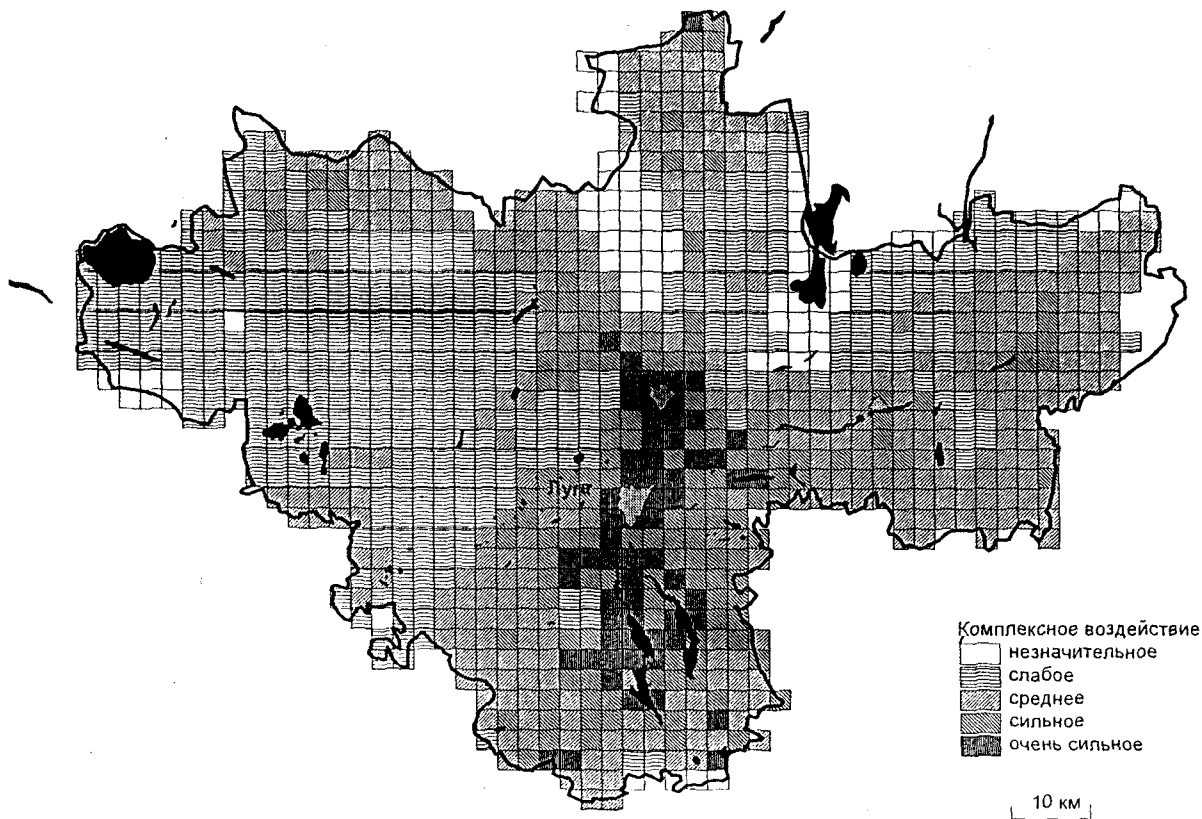 Луга
Комплексное воздействие
незначительное
слабое
среднее
сильное
очень сильное
10 км